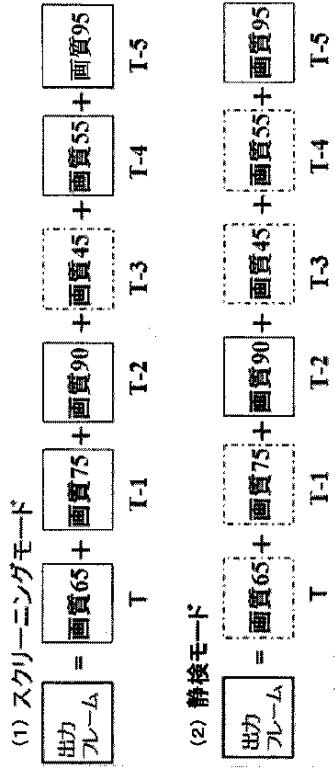 (1) スクリーニングモード
出力
フレーム
= 画質65 + 画質75 + 画質90 + 画質45 + 画質55 + 画質95
T T-1 T-2 T-3 T-4 T-5
(2) 静検モード
出力
フレーム
= 画質65 + 画質75 + 画質90 + 画質45 + 画質55 + 画質95
T T-1 T-2 T-3 T-4 T-5